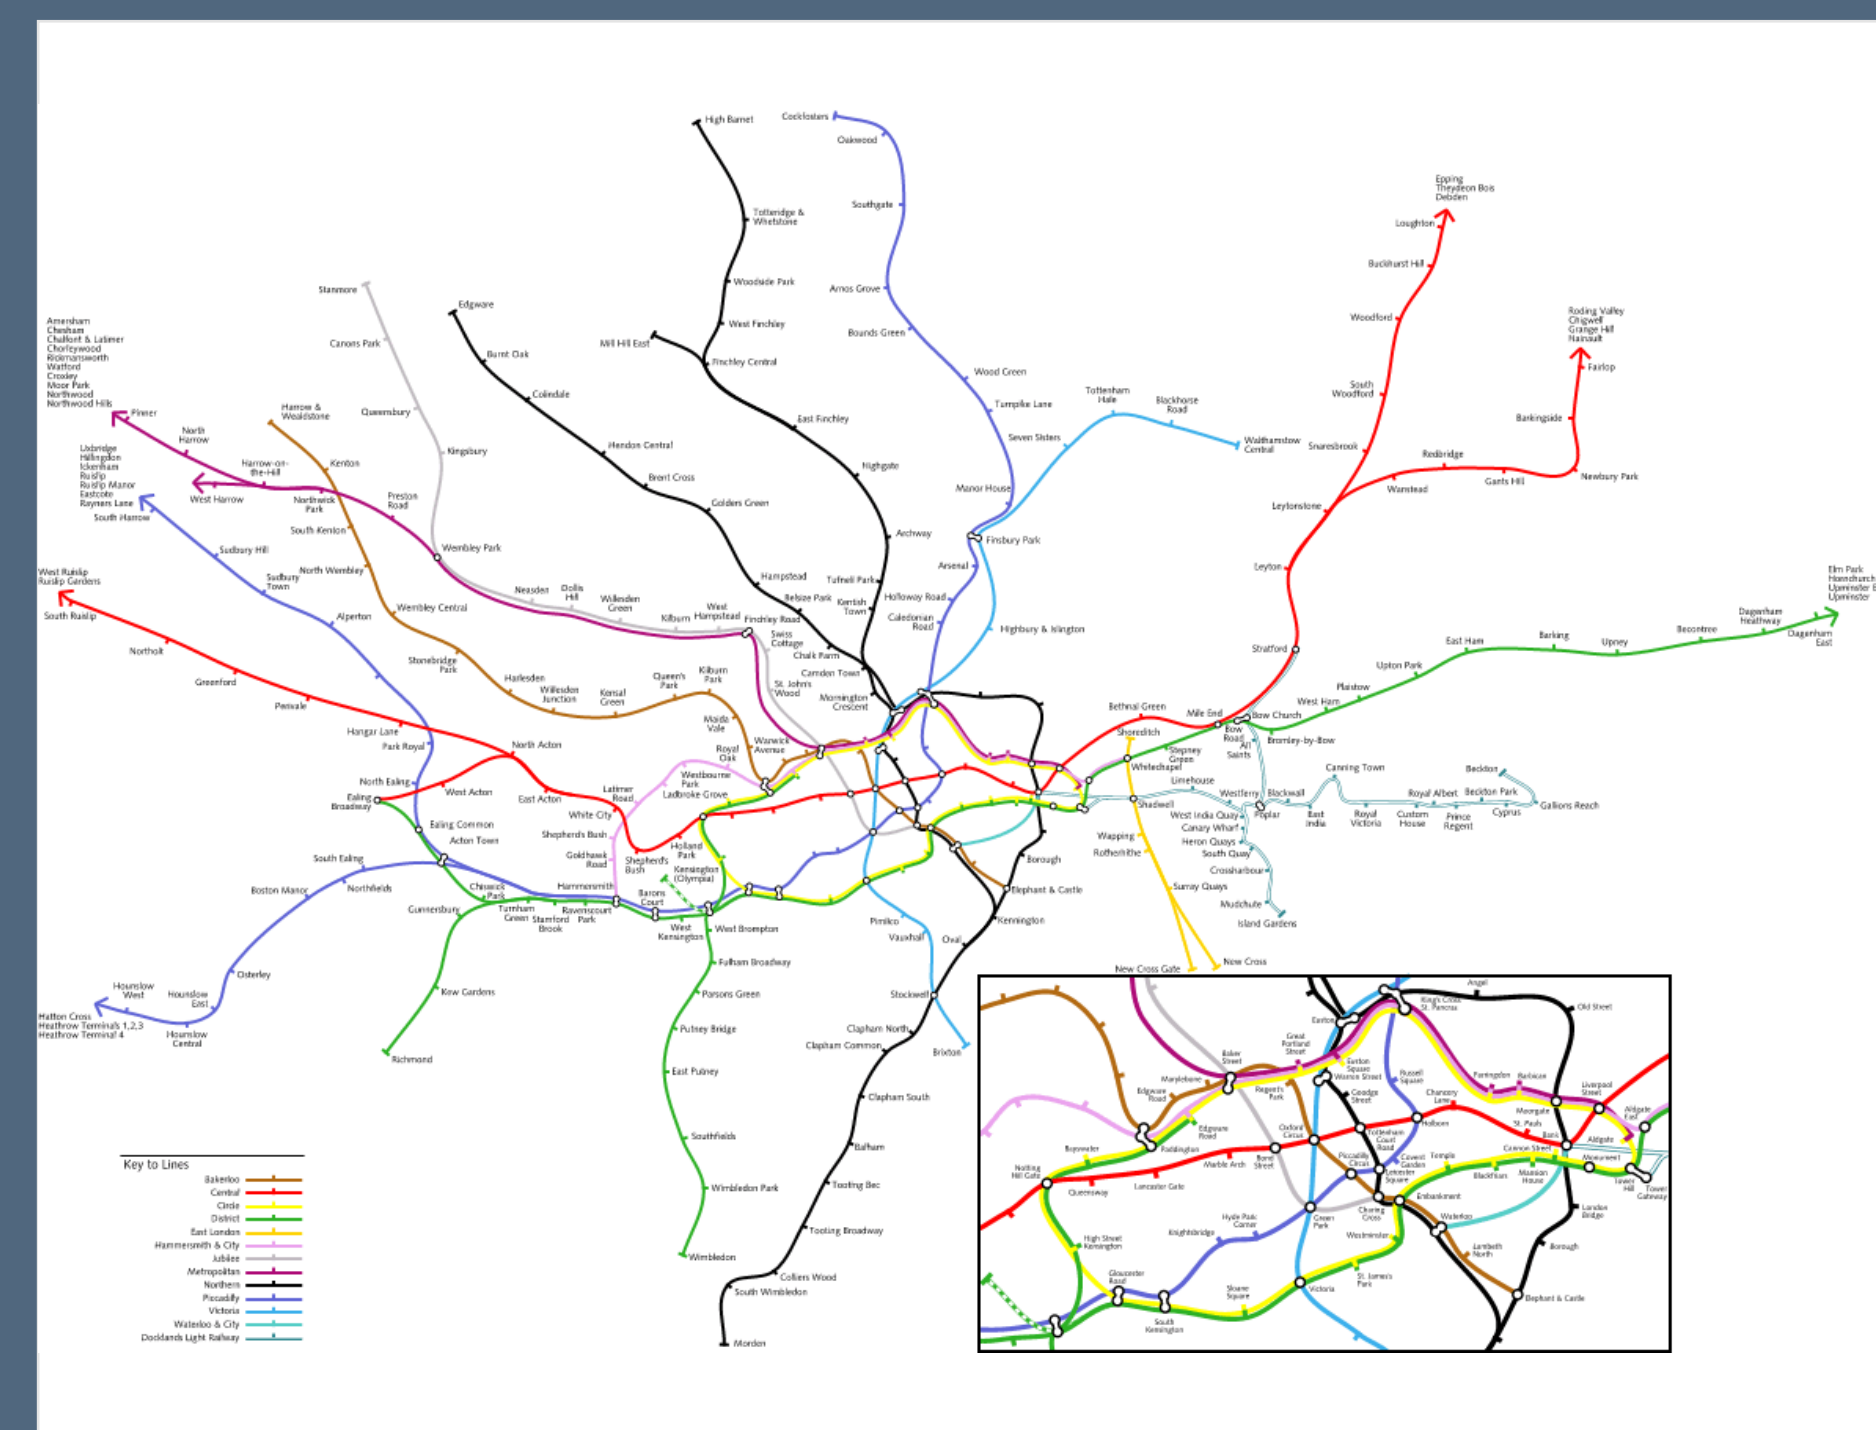 High Barnet
Cockfosters
Oakwood
Totteridge &
Whetstone
Southgate
Woodside Park
Arnos Grove
West Finchley
Bounds Green
Mill Hill East
Finchley Central
Wood Green
Turnpike Lane
East Finchley
Seven Sisters
Tottenham
Hale
Blackhorse
Road
Walthamstow
Central
Highgate
Manor House
Archway
Finsbury Park
Arsenal
Tufnell Park
Holloway Road
Kentish
Town
Caledonian
Road
Highbury & Islington
Epping
Theydon Bois
Debden
Loughton
Buckhurst Hill
Woodford
South
Woodford
Snaresbrook
Roding Valley
Chigwell
Grange Hill
Hainault
Fairlop
Barkingside
Newbury Park
Redbridge
Gants Hill
Wanstead
Leytonstone
Leyton
Stratford
Stanmore
Canons Park
Queensbury
Kingsbury
Edgware
Burnt Oak
Colindale
Hendon Central
Brent Cross
Golders Green
Hampstead
Belsize Park
Chalk Farm
Camden Town
Mornington
Crescent
Amersham
Chesham
Chalfont & Latimer
Chorleywood
Rickmansworth
Watford
Croxley
Moor Park
Northwood
Northwood Hills
Pinner
North
Harrow
Harrow-on-
the-Hill
West Harrow
Northwick
Park
Preston
Road
Wembley Park
Harrow &
Wealdstone
Kenton
South Kenton
North Wembley
Wembley Central
Stonebridge
Park
Harlesden
Willesden
Junction
Kensal
Green
Queen's
Park
Kilburn
Park
Maida
Vale
Warwick
Avenue
Royal
Oak
Neasden
Dollis
Hill
Willesden
Green
Kilburn
West
Hampstead
Finchley Road
Swiss
Cottage
St. John's
Wood
Uxbridge
Hillingdon
Ickenham
Ruislip
Ruislip Manor
Eastcote
Rayners Lane
South Harrow
Sudbury Hill
Sudbury
Town
Alperton
Park Royal
North Ealing
West Ruislip
Ruislip Gardens
South Ruislip
Northolt
Greenford
Perivale
Hangar Lane
North Acton
West Acton
East Acton
Ealing
Broadway
Ealing Common
Acton Town
South Ealing
Northfields
Boston Manor
Osterley
Hounslow
East
Hounslow
Central
Hounslow
West
Hatton Cross
Heathrow Terminals 1,2,3
Heathrow Terminal 4
Chiswick
Park
Gunnersbury
Kew Gardens
Richmond
Turnham
Green
Stamford
Brook
Ravenscourt
Park
Hammersmith
Barons
Court
West
Kensington
Kensington
(Olympia)
Westbourne
Park
Ladbroke Grove
Latimer
Road
White City
Shepherd's Bush
Goldhawk
Road
Shepherd's
Bush
Holland
Park
West Brompton
Fulham Broadway
Parsons Green
Putney Bridge
East Putney
Southfields
Wimbledon Park
Wimbledon
Pimlico
Vauxhall
Stockwell
Brixton
Borough
Elephant & Castle
Kennington
Oval
Clapham North
Clapham Common
Clapham South
Balham
Tooting Bec
Tooting Broadway
Colliers Wood
South Wimbledon
Morden
Bethnal Green
Mile End
Shoreditch
Whitechapel
Stepney
Green
Bow
Road
Bow Church
Bromley-by-Bow
West Ham
Plaistow
Upton Park
East Ham
Barking
Upney
Becontree
Dagenham
Heathway
Dagenham
East
Elm Park
Hornchurch
Upminster
All
Saints
Limehouse
Shadwell
Westferry
Poplar
Blackwall
East
India
Canning Town
Royal
Victoria
Custom
House
Royal Albert
Prince
Regent
Beckton Park
Cyprus
Gallions Reach
Beckton
West India Quay
Canary Wharf
Heron Quays
South Quay
Crossharbour
Mudchute
Island Gardens
Wapping
Rotherhithe
Surray Quays
New Cross Gate
New Cross
Angel
Old Street
King's Cross
St. Pancras
Euston
Great
Portland
Street
Euston
Square
Warren Street
Baker
Street
Marylebone
Edgware
Road
Regent's
Park
Goodge
Street
Russell
Square
Chancery
Lane
Farringdon
Barbican
Moorgate
Liverpool
Street
Aldgate
East
Aldgate
Edgware
Road
Paddington
Bayswater
Notting
Hill Gate
Queensway
Lancaster Gate
Marble Arch
Bond
Street
Oxford
Circus
Tottenham
Court
Road
Holborn
St. Pauls
Bank
Cannon Street
Monument
Tower
Hill
Tower
Gateway
Mansion
House
Blackfriars
Temple
Covent
Garden
Leicester
Square
Piccadilly
Circus
Charing
Cross
Embankment
Waterloo
Lambeth
North
Elephant & Castle
London
Bridge
Borough
Westminster
St. James's
Park
Green
Park
Hyde Park
Corner
Knightsbridge
High Street
Kensington
Gloucester
Road
South
Kensington
Sloane
Square
Victoria
Key to Lines
Bakerloo
Central
Circle
District
East London
Hammersmith & City
Jubilee
Metropolitan
Northern
Piccadilly
Victoria
Waterloo & City
Docklands Light Railway